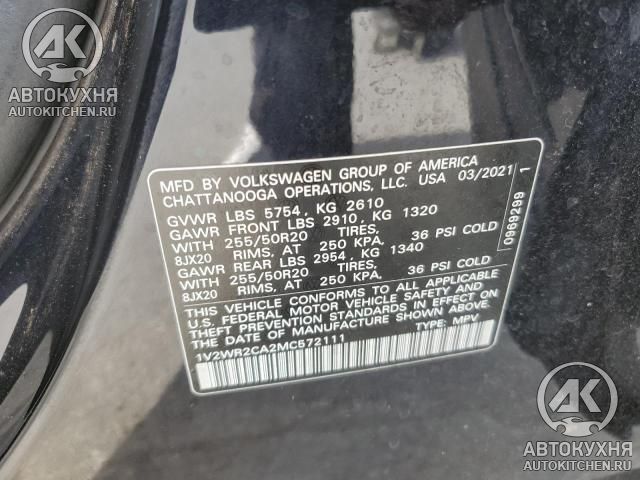 AK
АВТОКУХНЯ
AUTOKITCHEN.RU
MFD BY VOLKSWAGEN GROUP OF AMERICA
CHATTANOOGA OPERATIONS, LLC. USA 03/2021
GVWR LBS 5754, KG 2610
GAWR FRONT LBS 2910, KG 1320
WITH 255/50R20 TIRES,
8JX20 RIMS, AT 250 KPA, 36 PSI COLD
GAWR REAR LBS 2954, KG 1340
WITH 255/50R20 TIRES,
8JX20 RIMS, AT 250 KPA, 36 PSI COLD
THIS VEHICLE CONFORMS TO ALL APPLICABLE
U.S. FEDERAL MOTOR VEHICLE SAFETY AND
THEFT PREVENTION STANDARDS IN EFFECT ON
THE DATE OF MANUFACTURE SHOWN ABOVE.
1V2WR2CA2MC572111 TYPE: MPV
0969299 1
AK
АВТОКУХНЯ
AUTOKITCHEN.RU